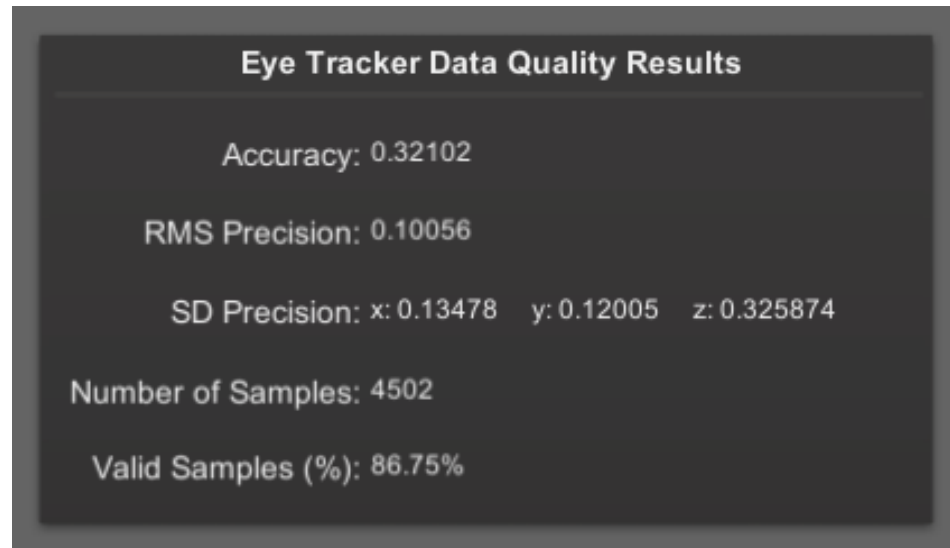 Eye Tracker Data Quality Results
Accuracy: 0.32102
RMS Precision: 0.10056
SD Precision: x: 0.13478 y: 0.12005 z: 0.325874
Number of Samples: 4502
Valid Samples (%): 86.75%